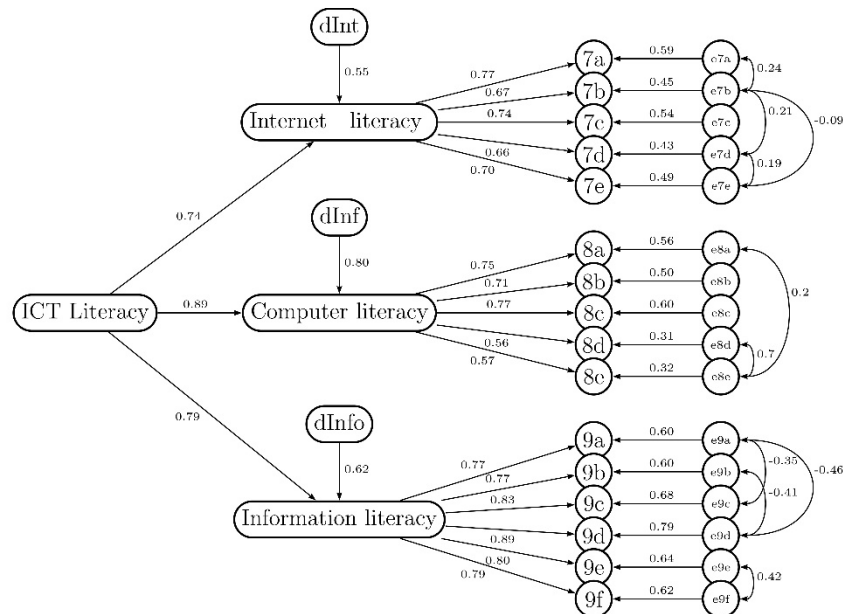 dInt
0.55
Internet literacy
0.77
0.67
0.74
0.66
0.70
7a
7b
7c
7d
7e
0.59
0.45
0.54
0.43
0.49
e7a
e7b
e7c
e7d
e7e
0.24
0.21
0.19
-0.09
0.74
dInf
0.80
ICT Literacy
0.89
Computer literacy
0.75
0.71
0.77
0.56
0.57
8a
8b
8c
8d
8e
0.56
0.50
0.60
0.31
0.32
e8a
e8b
e8c
e8d
e8e
0.2
0.7
0.79
dInfo
0.62
Information literacy
0.77
0.77
0.83
0.89
0.80
0.79
9a
9b
9c
9d
9e
9f
0.60
0.60
0.68
0.79
0.64
0.62
e9a
e9b
e9c
e9d
e9e
e9f
-0.35
-0.41
-0.46
0.42